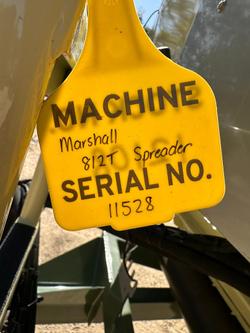 MACHINE
Marshall
812T Spreader
SERIAL NO.
11528